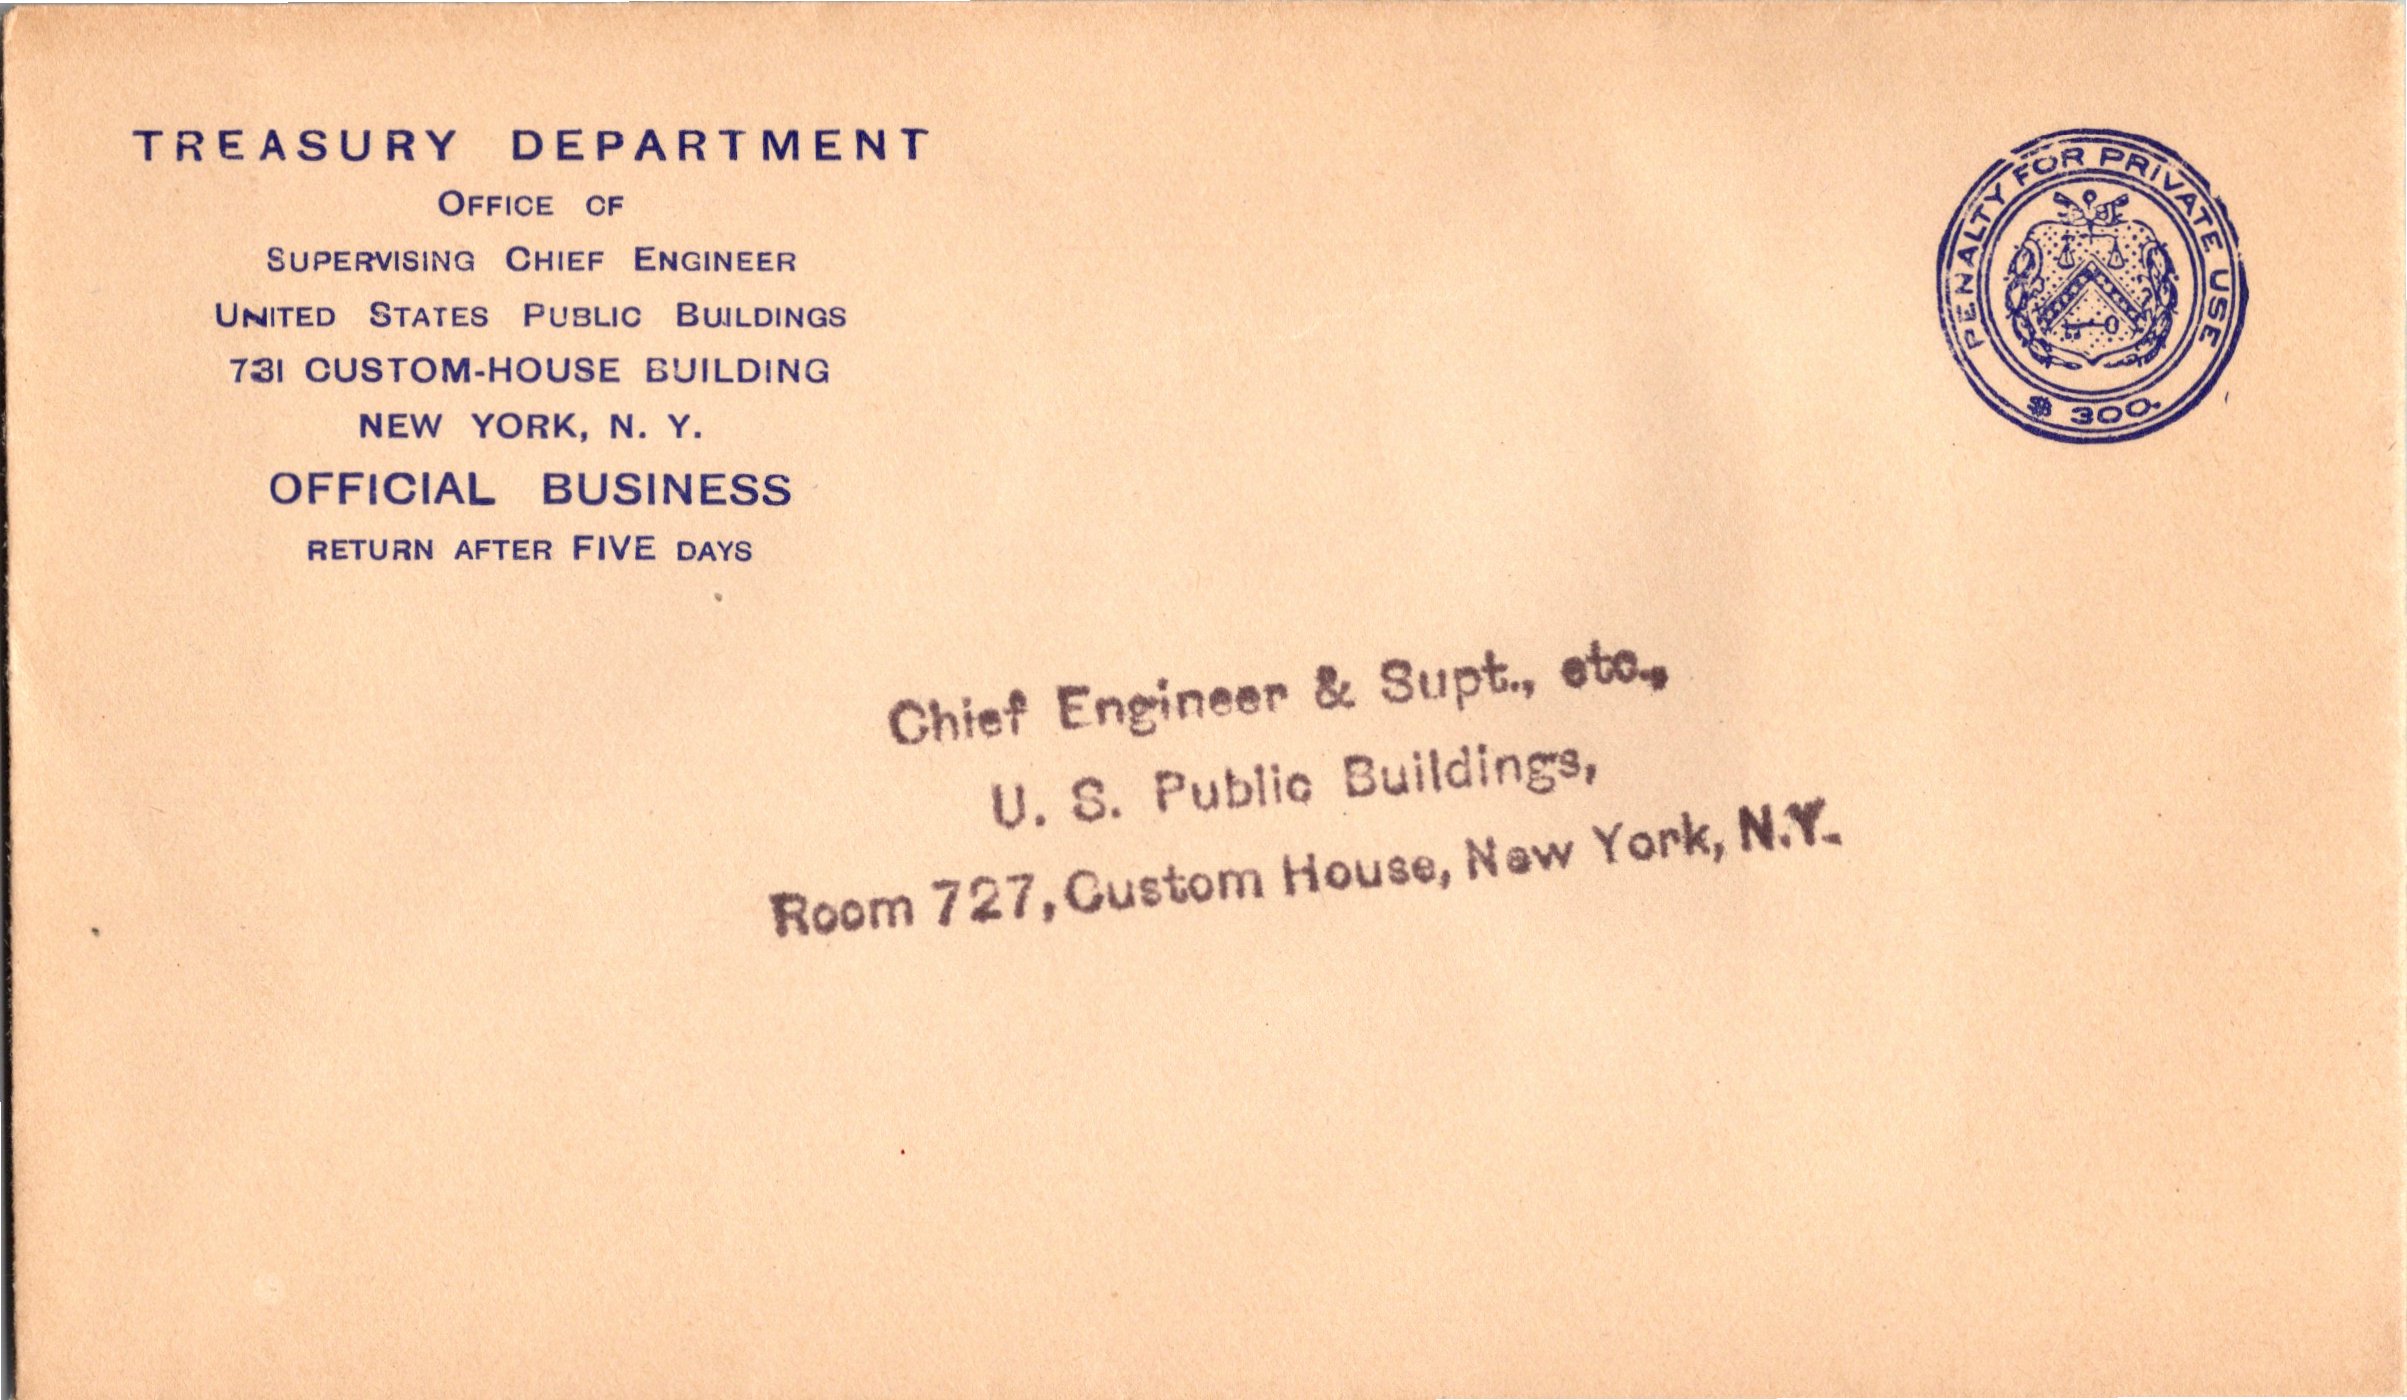 TREASURY DEPARTMENT
OFFICE OF
SUPERVISING CHIEF ENGINEER
UNITED STATES PUBLIC BUILDINGS
731 CUSTOM-HOUSE BUILDING
NEW YORK, N. Y.
OFFICIAL BUSINESS
RETURN AFTER FIVE DAYS
PENALTY FOR PRIVATE USE
$ 300.
Chief Engineer & Supt., etc.,
U. S. Public Buildings,
Room 727, Custom House, New York, N.Y.